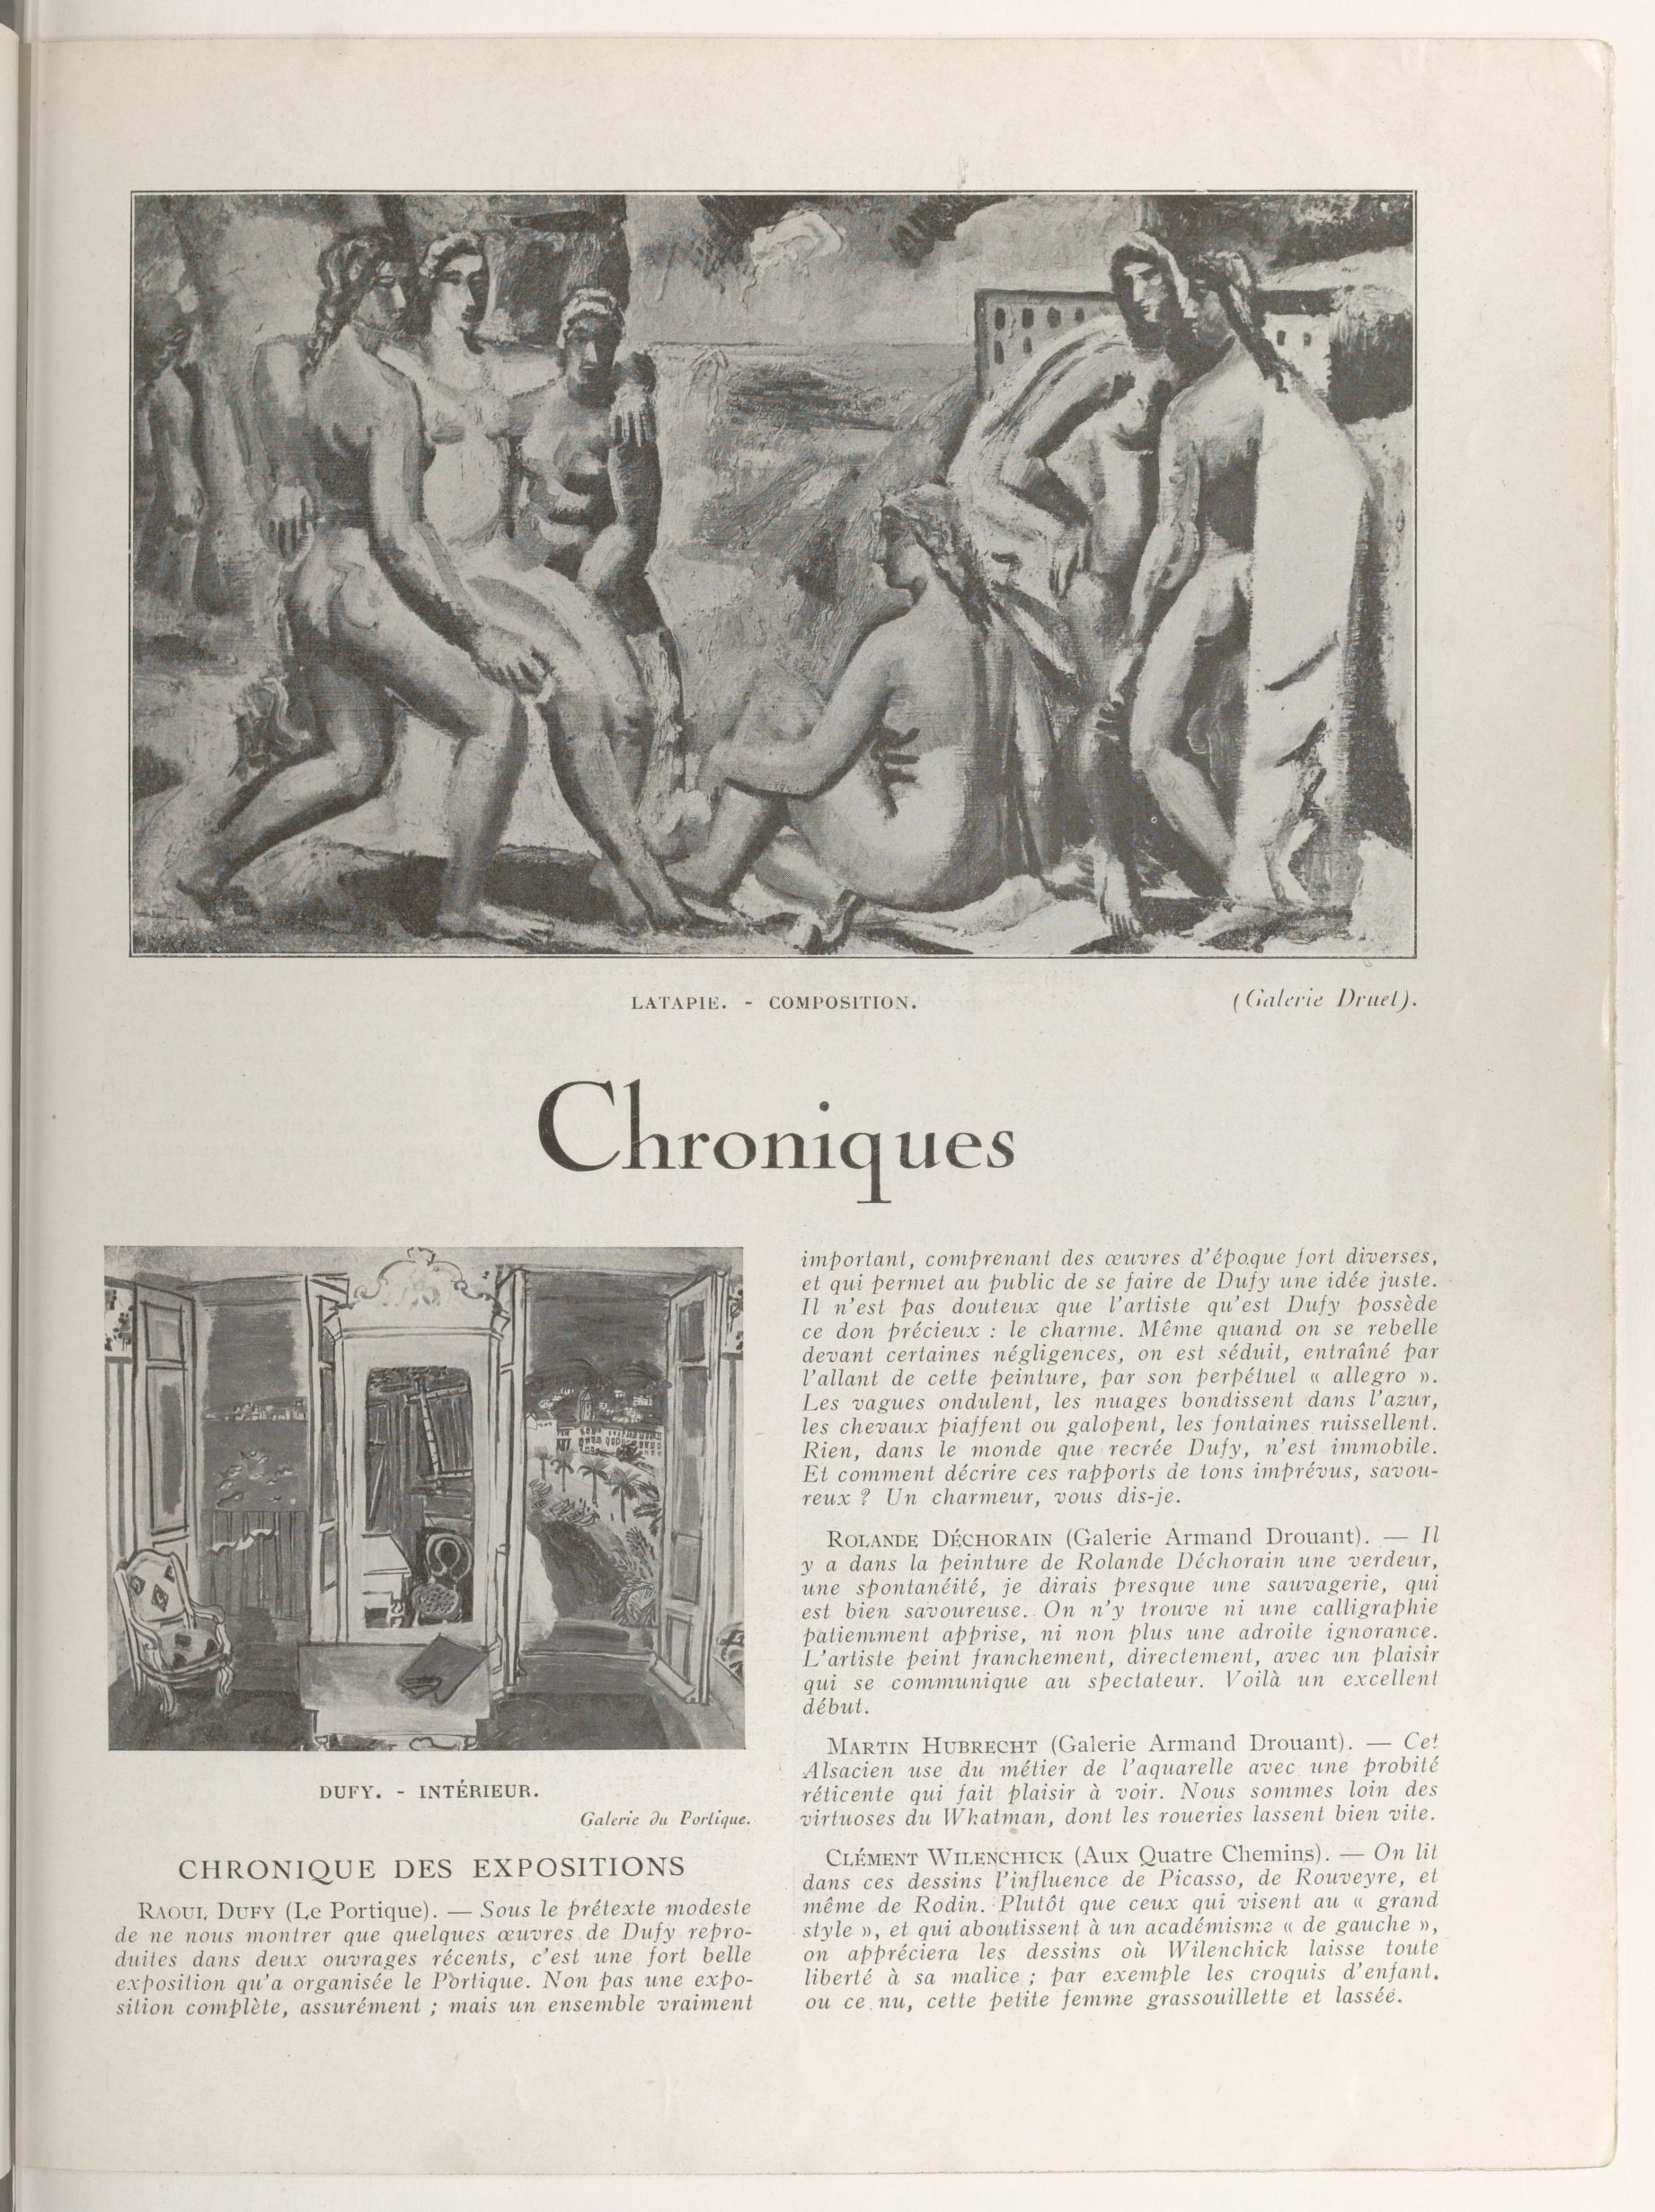 LATAPIE. - COMPOSITION.
(Galerie Druet).
Chroniques
DUFY. - INTÉRIEUR.
Galerie du Portique.
CHRONIQUE DES EXPOSITIONS
RAOUL DUFY (Le Portique). — Sous le prétexte modeste
de ne nous montrer que quelques œuvres de Dufy repro-
duites dans deux ouvrages récents, c'est une fort belle
exposition qu'a organisée le Portique. Non pas une expo-
sition complète, assurément ; mais un ensemble vraiment
important, comprenant des œuvres d'époque fort diverses,
et qui permet au public de se faire de Dufy une idée juste.
Il n'est pas douteux que l'artiste qu'est Dufy possède
ce don précieux : le charme. Même quand on se rebelle
devant certaines négligences, on est séduit, entraîné par
l'allant de cette peinture, par son perpétuel « allegro ».
Les vagues ondulent, les nuages bondissent dans l'azur,
les chevaux piaffent ou galopent, les fontaines ruissellent.
Rien, dans le monde que recrée Dufy, n'est immobile.
Et comment décrire ces rapports de tons imprévus, savou-
reux ? Un charmeur, vous dis-je.
ROLANDE DÉCHORAIN (Galerie Armand Drouant). — Il
y a dans la peinture de Rolande Déchorain une verdeur,
une spontanéité, je dirais presque une sauvagerie, qui
est bien savoureuse. On n'y trouve ni une calligraphie
patiemment apprise, ni non plus une adroite ignorance.
L'artiste peint franchement, directement, avec un plaisir
qui se communique au spectateur. Voilà un excellent
début.
MARTIN HUBRECHT (Galerie Armand Drouant). — Cet
Alsacien use du métier de l'aquarelle avec une probité
réticente qui fait plaisir à voir. Nous sommes loin des
virtuoses du Whatman, dont les roueries lassent bien vite.
CLÉMENT WILENCHICK (Aux Quatre Chemins). — On lit
dans ces dessins l'influence de Picasso, de Rouveyre, et
même de Rodin. Plutôt que ceux qui visent au « grand
style », et qui aboutissent à un académisme « de gauche »,
on appréciera les dessins où Wilenchick laisse toute
liberté à sa malice ; par exemple les croquis d'enfant,
ou ce nu, cette petite femme grassouillette et lassée.